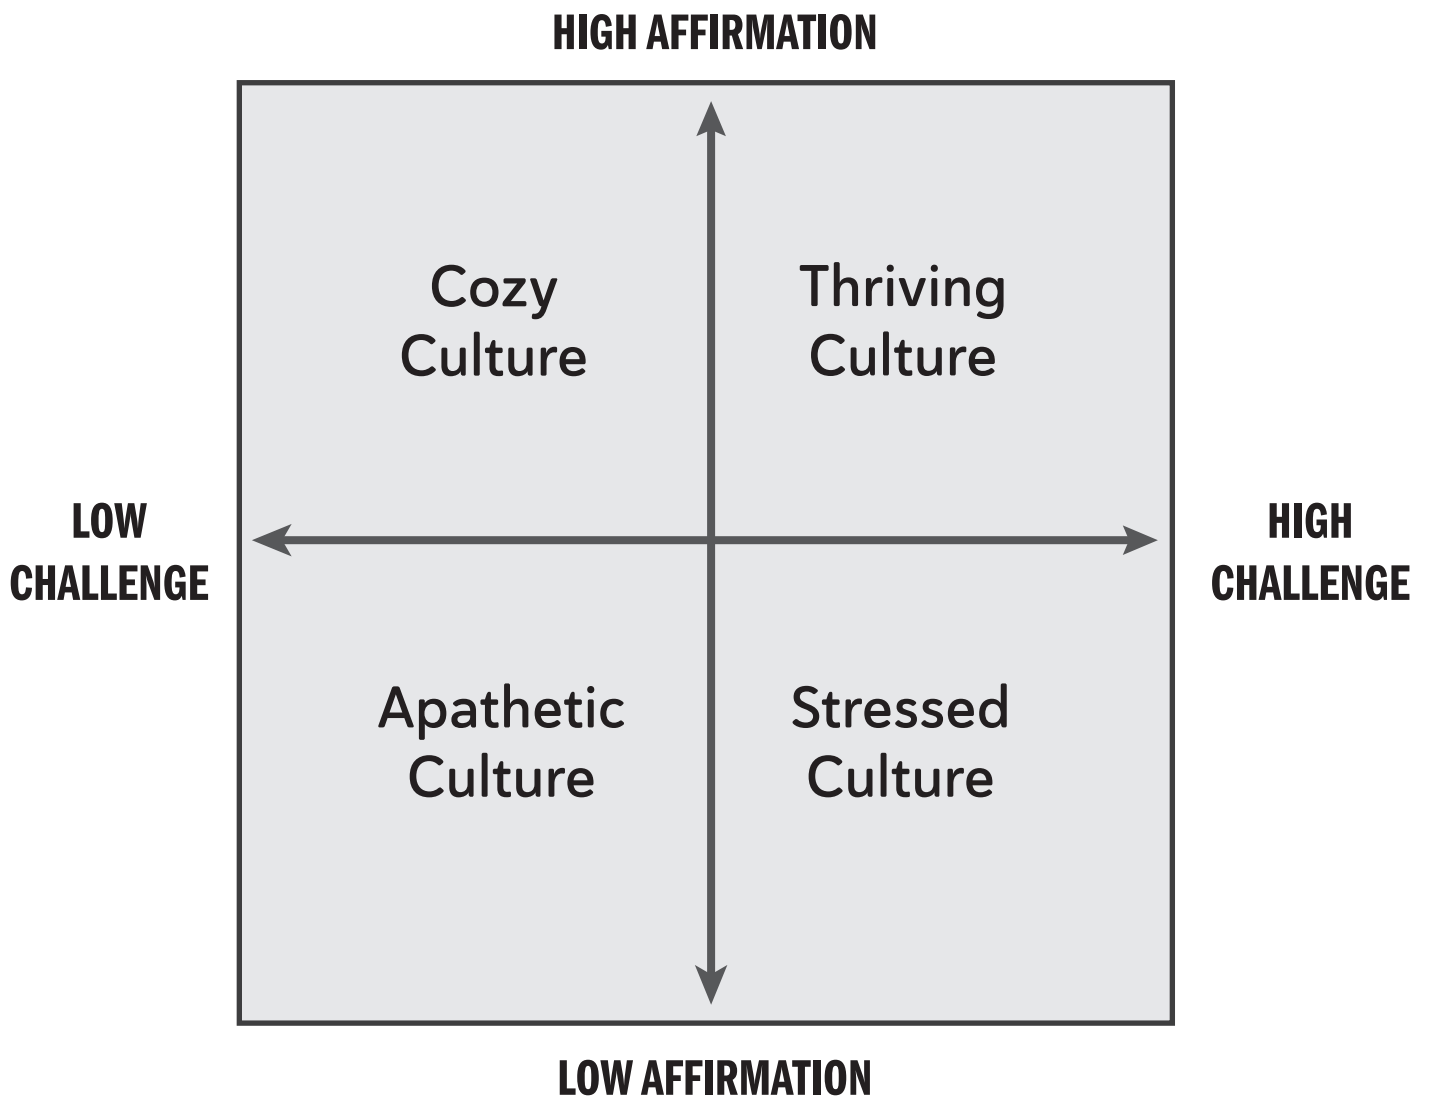 HIGH AFFIRMATION
Cozy
Culture
Thriving
Culture
LOW
CHALLENGE
HIGH
CHALLENGE
Apathetic
Culture
Stressed
Culture
LOW AFFIRMATION